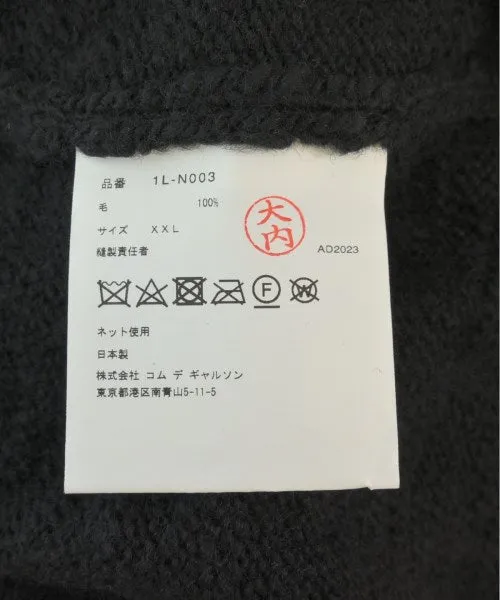 品番 1L-N003
毛 100%
サイズ XXL
縫製責任者
大内
AD2023
F W
ネット使用
日本製
株式会社 コム デ ギャルソン
東京都港区南青山5-11-5